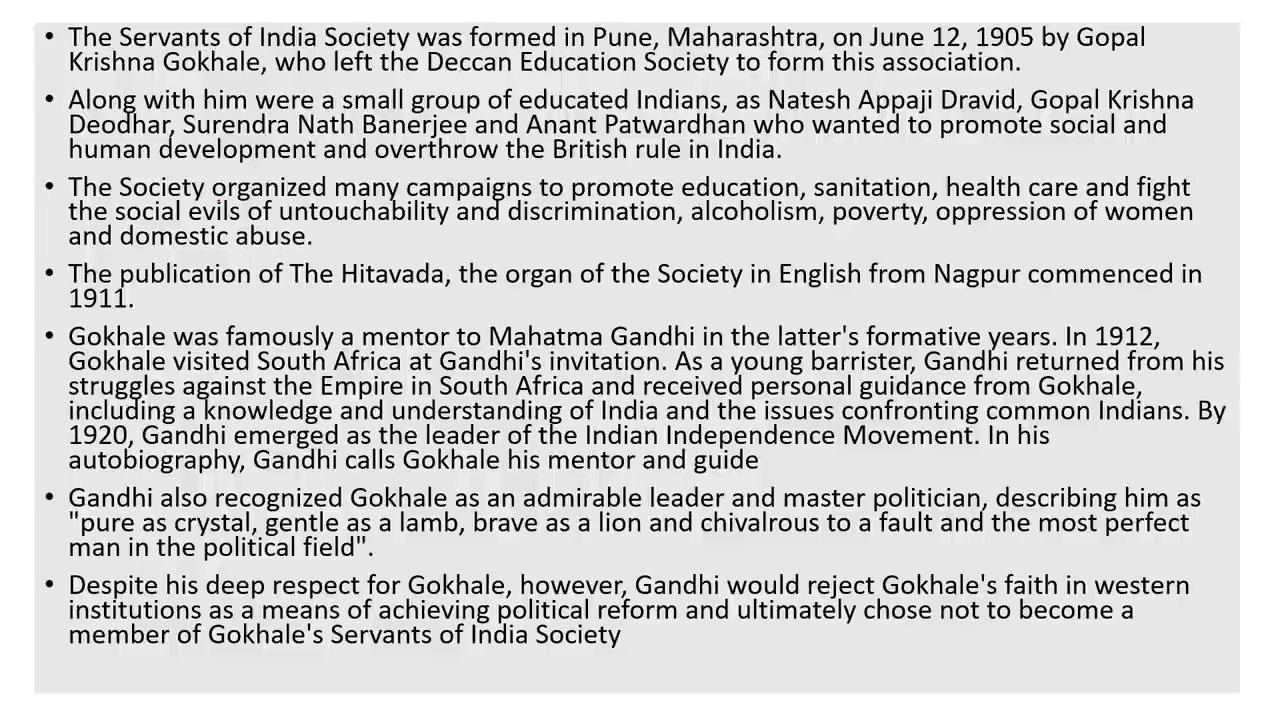 • The Servants of India Society was formed in Pune, Maharashtra, on June 12, 1905 by Gopal
Krishna Gokhale, who left the Deccan Education Society to form this association.
• Along with him were a small group of educated Indians, as Natesh Appaji Dravid, Gopal Krishna
Deodhar, Surendra Nath Banerjee and Anant Patwardhan who wanted to promote social and
human development and overthrow the British rule in India.
• The Society organized many campaigns to promote education, sanitation, health care and fight
the social evils of untouchability and discrimination, alcoholism, poverty, oppression of women
and domestic abuse.
• The publication of The Hitavada, the organ of the Society in English from Nagpur commenced in
1911.
• Gokhale was famously a mentor to Mahatma Gandhi in the latter's formative years. In 1912,
Gokhale visited South Africa at Gandhi's invitation. As a young barrister, Gandhi returned from his
struggles against the Empire in South Africa and received personal guidance from Gokhale,
including a knowledge and understanding of India and the issues confronting common Indians. By
1920, Gandhi emerged as the leader of the Indian Independence Movement. In his
autobiography, Gandhi calls Gokhale his mentor and guide
• Gandhi also recognized Gokhale as an admirable leader and master politician, describing him as
"pure as crystal, gentle as a lamb, brave as a lion and chivalrous to a fault and the most perfect
man in the political field".
• Despite his deep respect for Gokhale, however, Gandhi would reject Gokhale's faith in western
institutions as a means of achieving political reform and ultimately chose not to become a
member of Gokhale's Servants of India Society